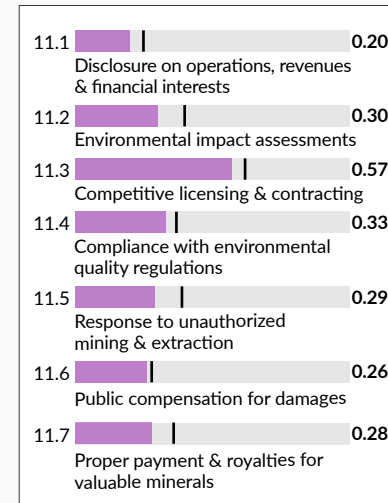 11.1 0.20
Disclosure on operations, revenues
& financial interests
11.2 0.30
Environmental impact assessments
11.3 0.57
Competitive licensing & contracting
11.4 0.33
Compliance with environmental
quality regulations
11.5 0.29
Response to unauthorized
mining & extraction
11.6 0.26
Public compensation for damages
11.7 0.28
Proper payment & royalties for
valuable minerals